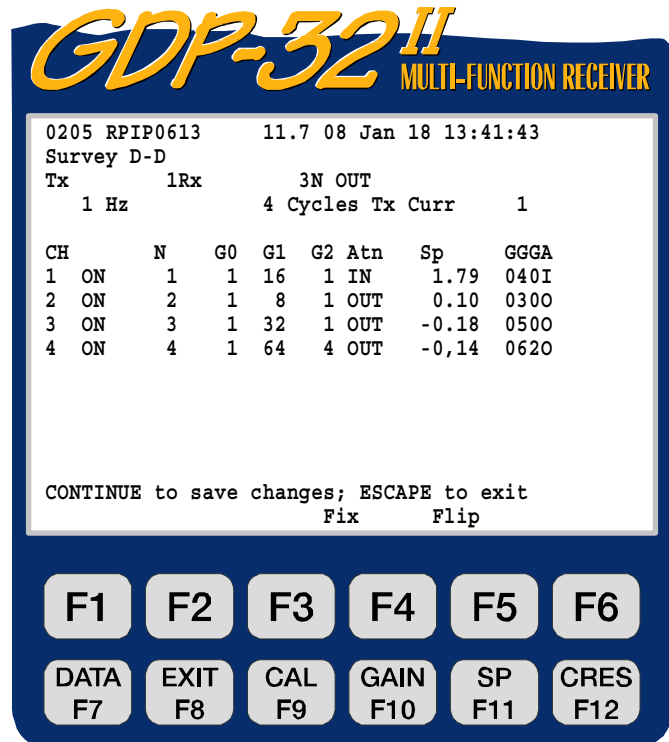 GDP-32 II
MULTI-FUNCTION RECEIVER
0205 RPIP0613 11.7 08 Jan 18 13:41:43
Survey D-D
Tx 1Rx 3N OUT
1 Hz 4 Cycles Tx Curr 1
CH N G0 G1 G2 Atn Sp GGGA
1 ON 1 1 16 1 IN 1.79 040I
2 ON 2 1 8 1 OUT 0.10 030O
3 ON 3 1 32 1 OUT -0.18 050O
4 ON 4 1 64 4 OUT -0,14 062O
CONTINUE to save changes; ESCAPE to exit
Fix Flip
F1 F2 F3 F4 F5 F6
DATA EXIT CAL GAIN SP CRES
F7 F8 F9 F10 F11 F12